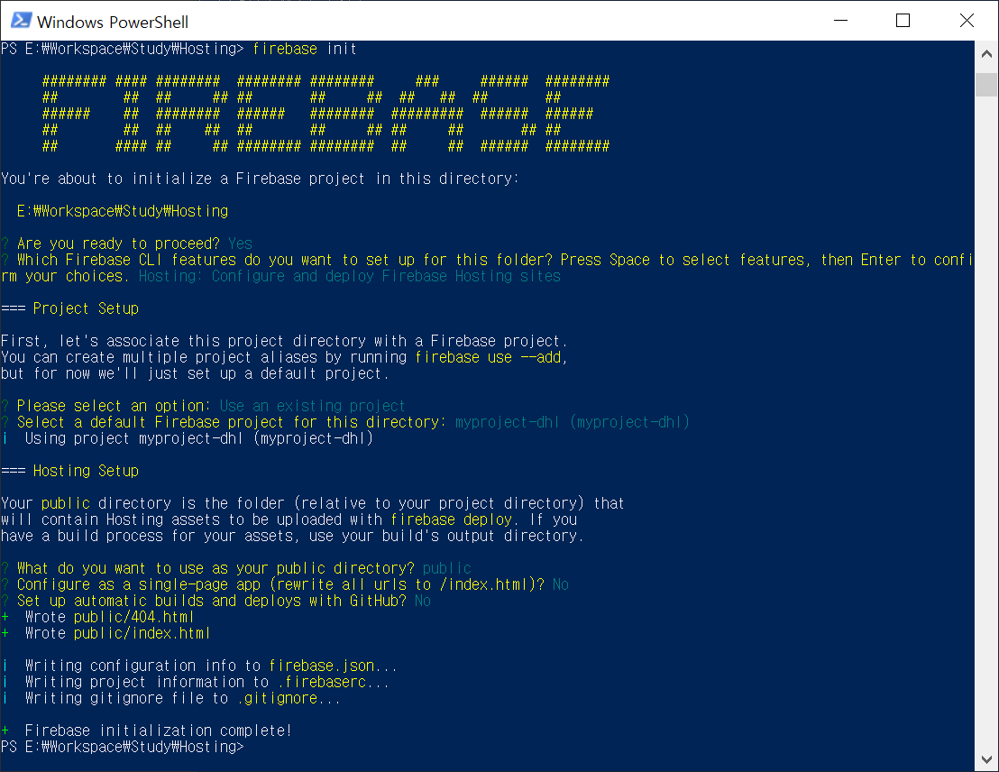 Windows PowerShell
PS E:₩Workspace₩Study₩Hosting> firebase init
######## #### ########  ######## ########     ###     ######  ########
##        ##  ##     ## ##       ##     ##  ##   ##  ##       ##
######    ##  ########  ######   ########  #########  ######  ######
##        ##  ##    ##  ##       ##     ## ##     ##       ## ##
##       #### ##     ## ######## ########  ##     ##  ######  ########
You're about to initialize a Firebase project in this directory:
E:₩Workspace₩Study₩Hosting
? Are you ready to proceed? Yes
? Which Firebase CLI features do you want to set up for this folder? Press Space to select features, then Enter to confi
rm your choices. Hosting: Configure and deploy Firebase Hosting sites
=== Project Setup
First, let's associate this project directory with a Firebase project.
You can create multiple project aliases by running firebase use --add,
but for now we'll just set up a default project.
? Please select an option: Use an existing project
? Select a default Firebase project for this directory: myproject-dhl (myproject-dhl)
i  Using project myproject-dhl (myproject-dhl)
=== Hosting Setup
Your public directory is the folder (relative to your project directory) that
will contain Hosting assets to be uploaded with firebase deploy. If you
have a build process for your assets, use your build's output directory.
? What do you want to use as your public directory? public
? Configure as a single-page app (rewrite all urls to /index.html)? No
? Set up automatic builds and deploys with GitHub? No
+  Wrote public/404.html
+  Wrote public/index.html
i  Writing configuration info to firebase.json...
i  Writing project information to .firebaserc...
i  Writing gitignore file to .gitignore...
+  Firebase initialization complete!
PS E:₩Workspace₩Study₩Hosting>